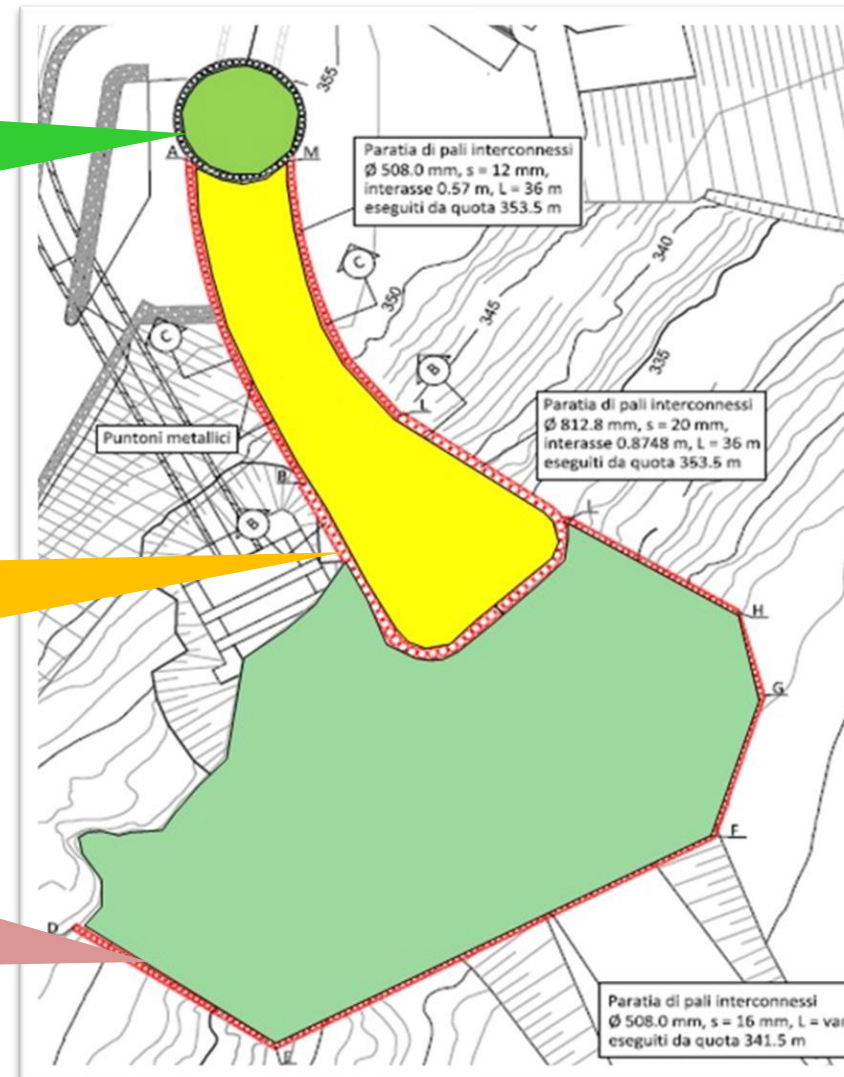 355
A
M
Paratia di pali interconnessi
Ø 508.0 mm, s = 12 mm,
interasse 0.57 m, L = 36 m
eseguiti da quota 353.5 m
C
340
350
345
C
B
335
L
Paratia di pali interconnessi
Ø 812.8 mm, s = 20 mm,
interasse 0.8748 m, L = 36 m
eseguiti da quota 353.5 m
Puntoni metallici
B
B
H
G
F
D
E
Paratia di pali interconnessi
Ø 508.0 mm, s = 16 mm, L = var
eseguiti da quota 341.5 m